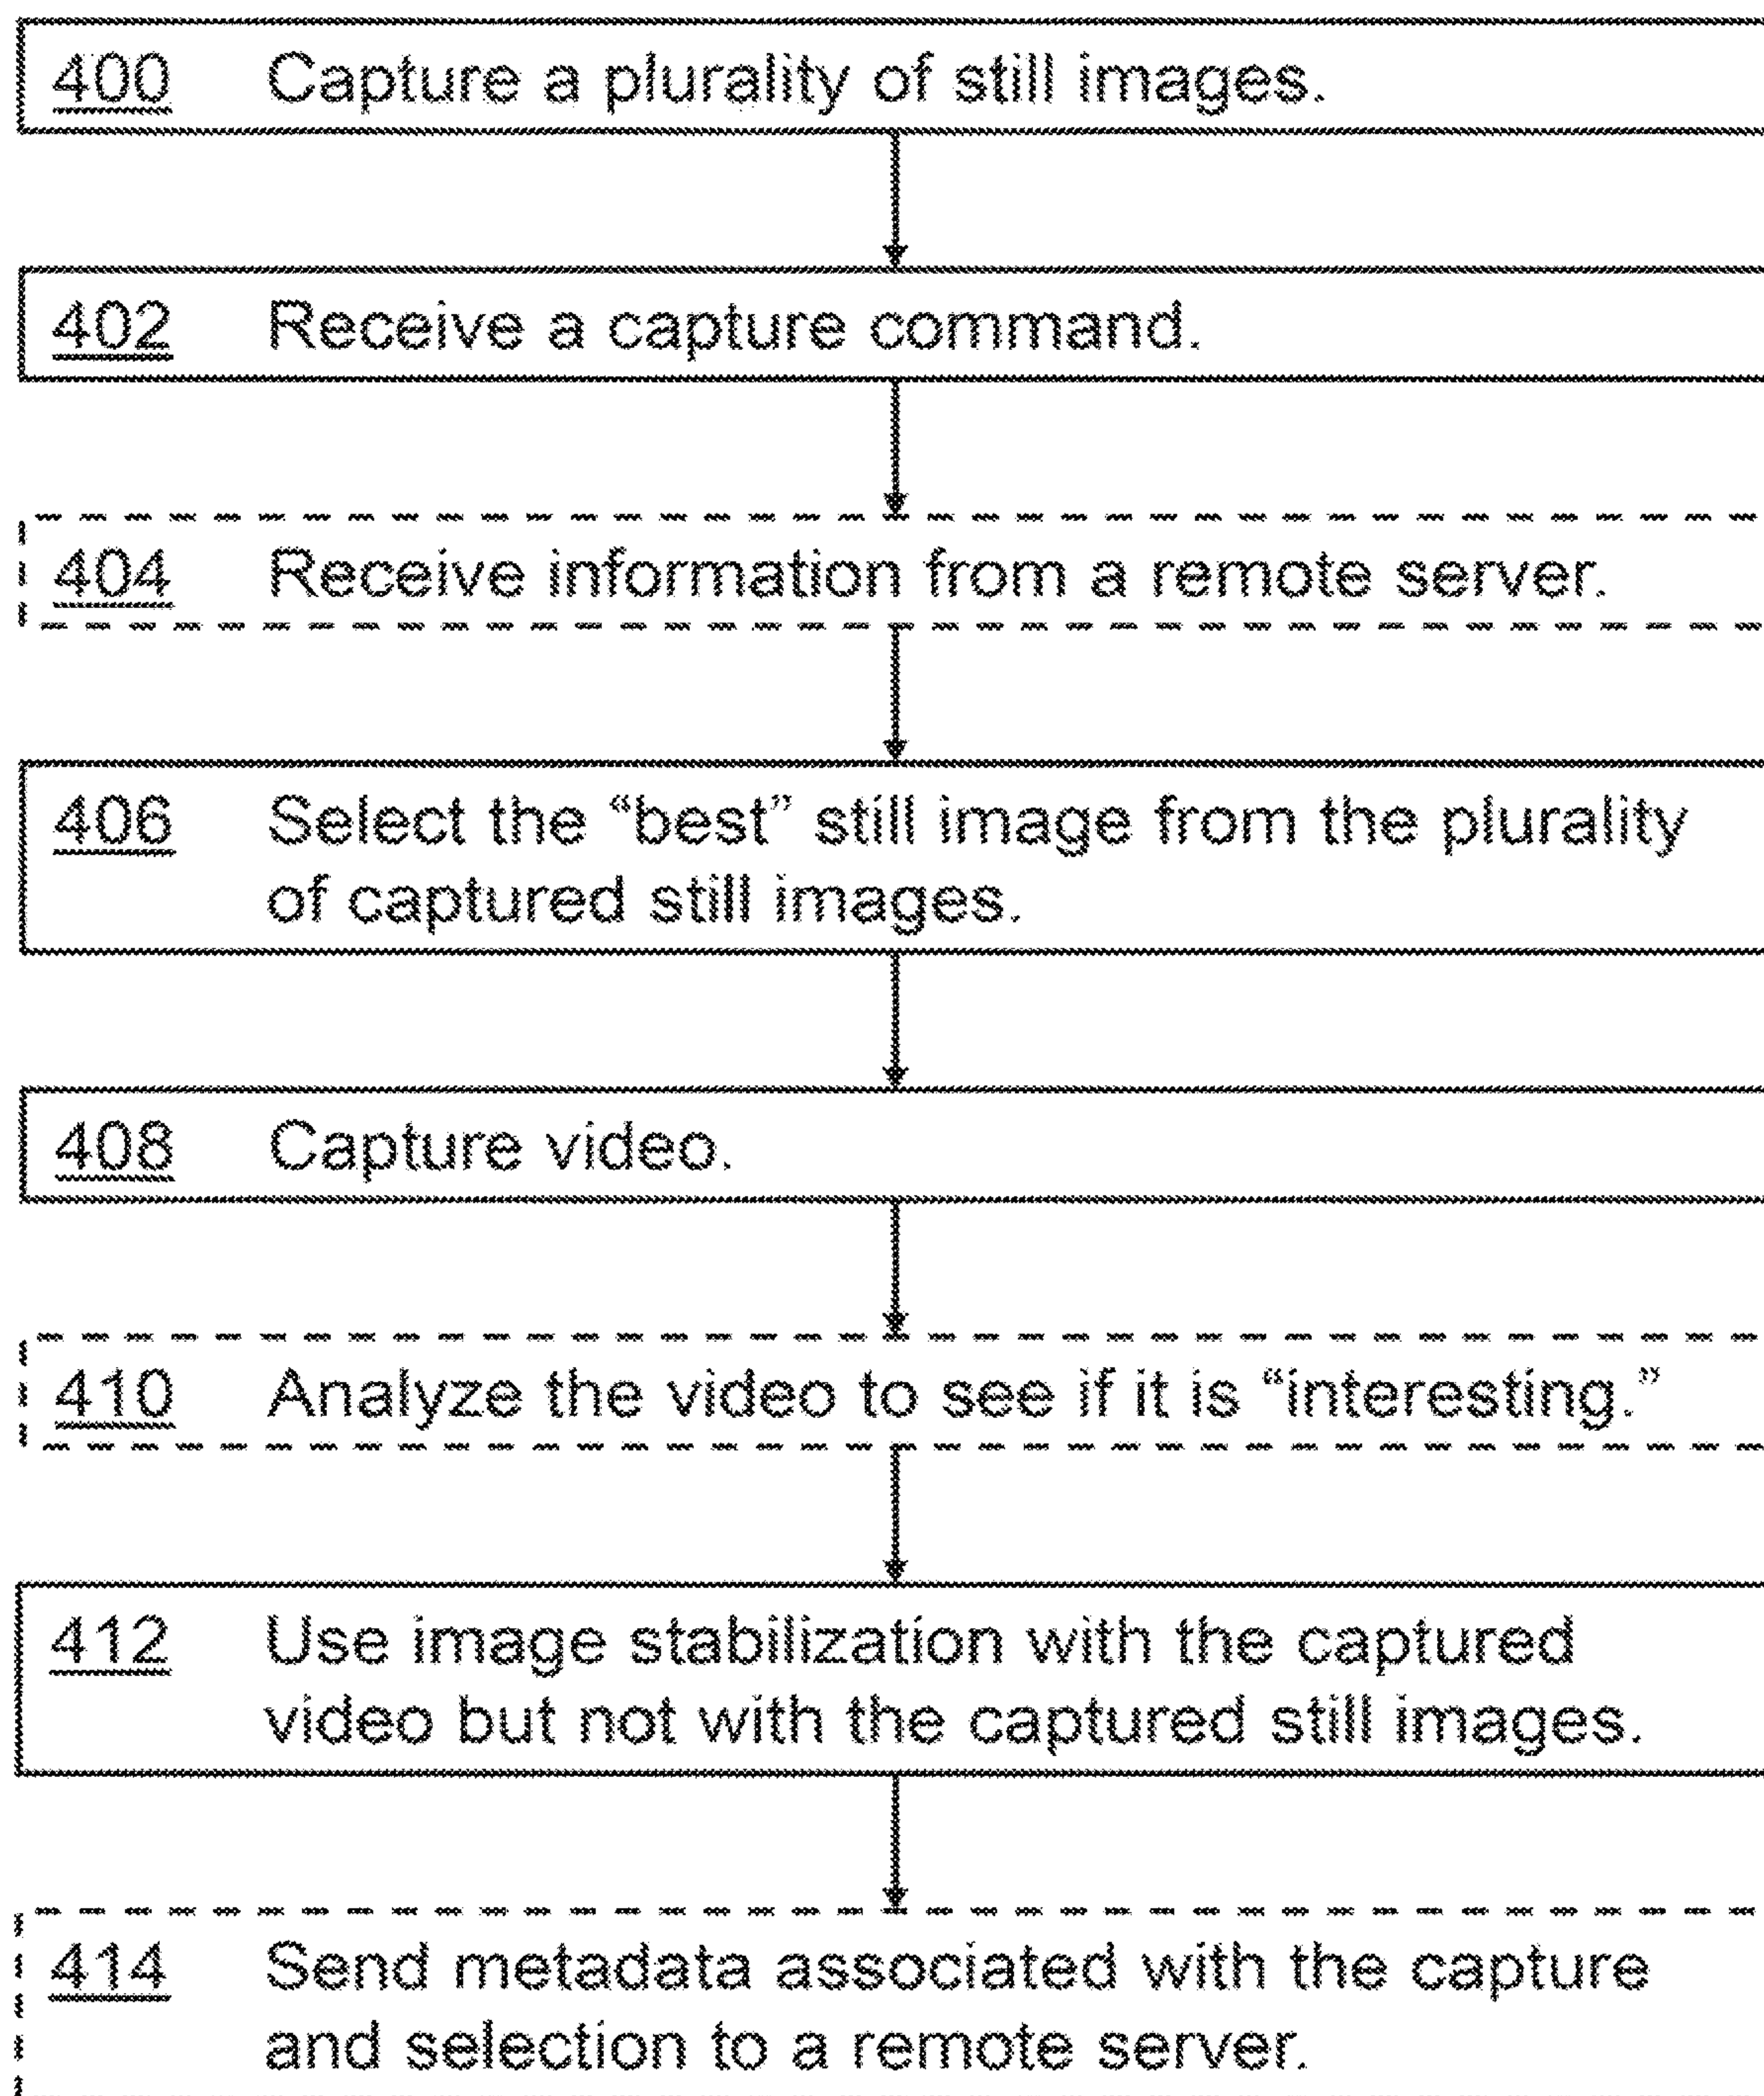 400 Capture a plurality of still images.
402 Receive a capture command.
404 Receive information from a remote server.
406 Select the “best” still image from the plurality
of captured still images.
408 Capture video.
410 Analyze the video to see if it is “interesting.”
412 Use image stabilization with the captured
video but not with the captured still images.
414 Send metadata associated with the capture
and selection to a remote server.